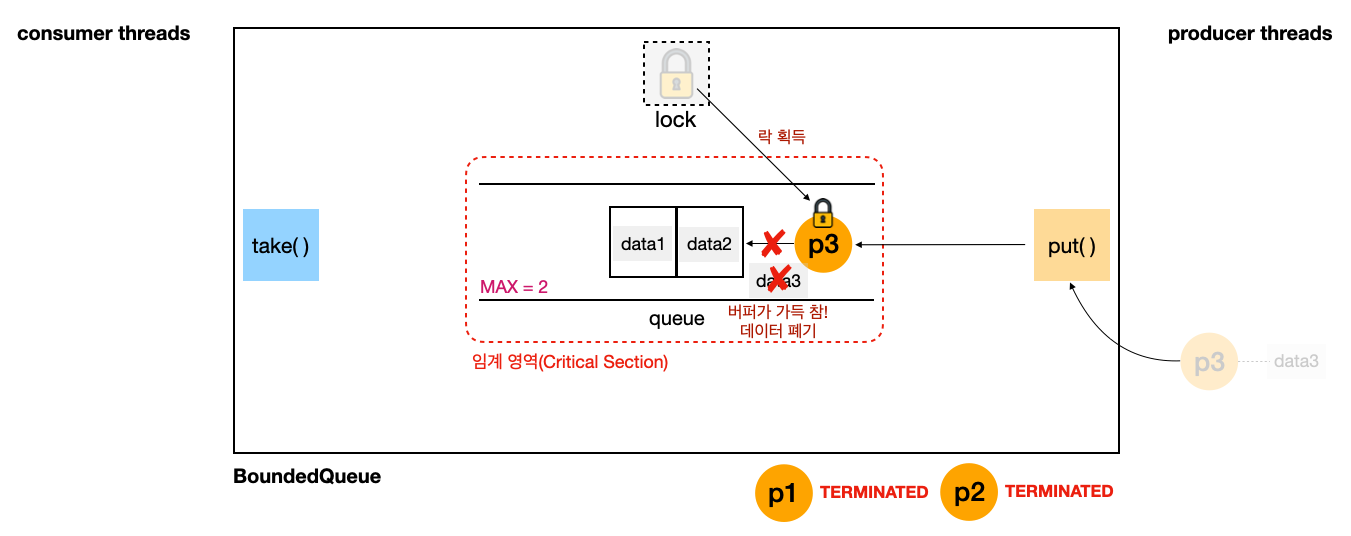 consumer threads
producer threads
lock
락 획득
take( )
data1
data2
p3
put( )
data3
MAX = 2
queue
버퍼가 가득 참!
데이터 폐기
임계 영역(Critical Section)
p3
data3
BoundedQueue
p1
TERMINATED
p2
TERMINATED